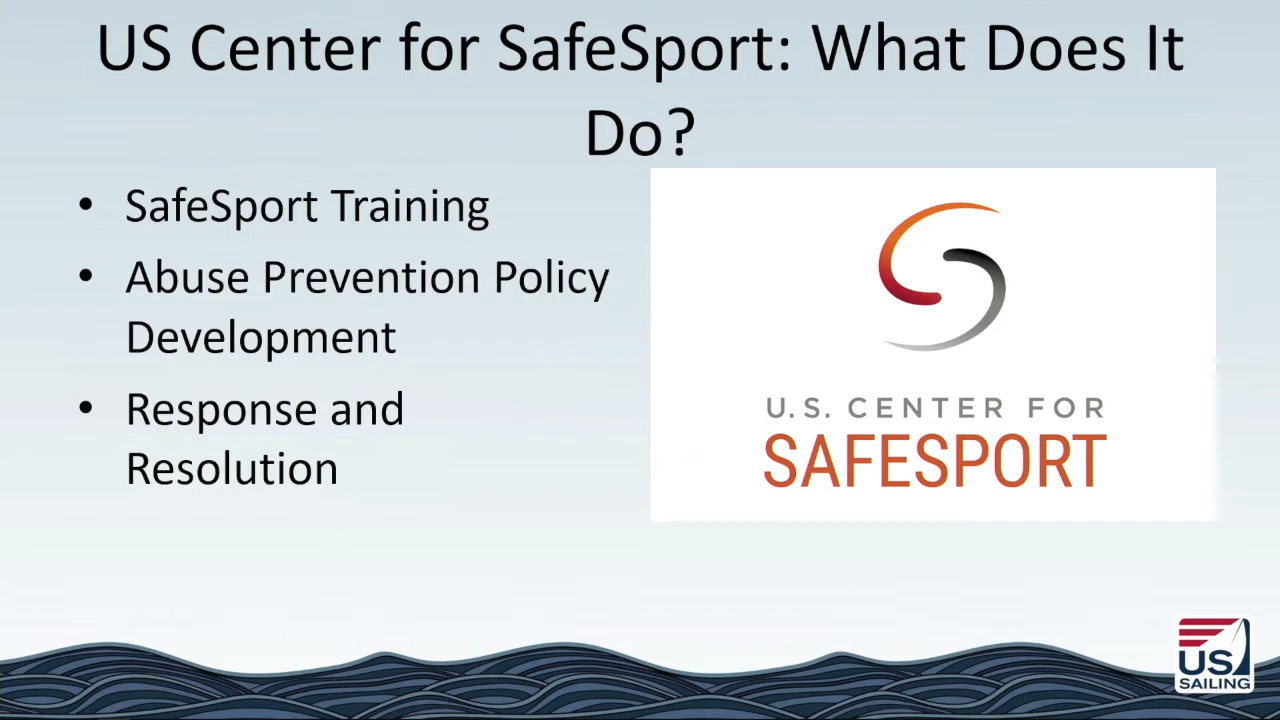 US Center for SafeSport: What Does It
Do?
• SafeSport Training
• Abuse Prevention Policy
Development
• Response and
Resolution
U.S. CENTER FOR
SAFESPORT
US
SAILING